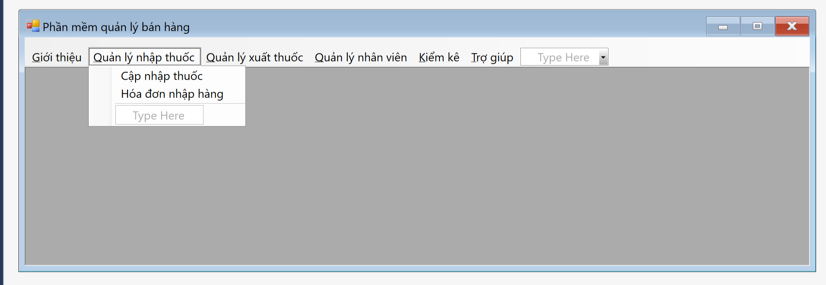 Phần mềm quản lý bán hàng
Giới thiệu Quản lý nhập thuốc Quản lý xuất thuốc Quản lý nhân viên Kiểm kê Trợ giúp Type Here
Cập nhập thuốc
Hóa đơn nhập hàng
Type Here